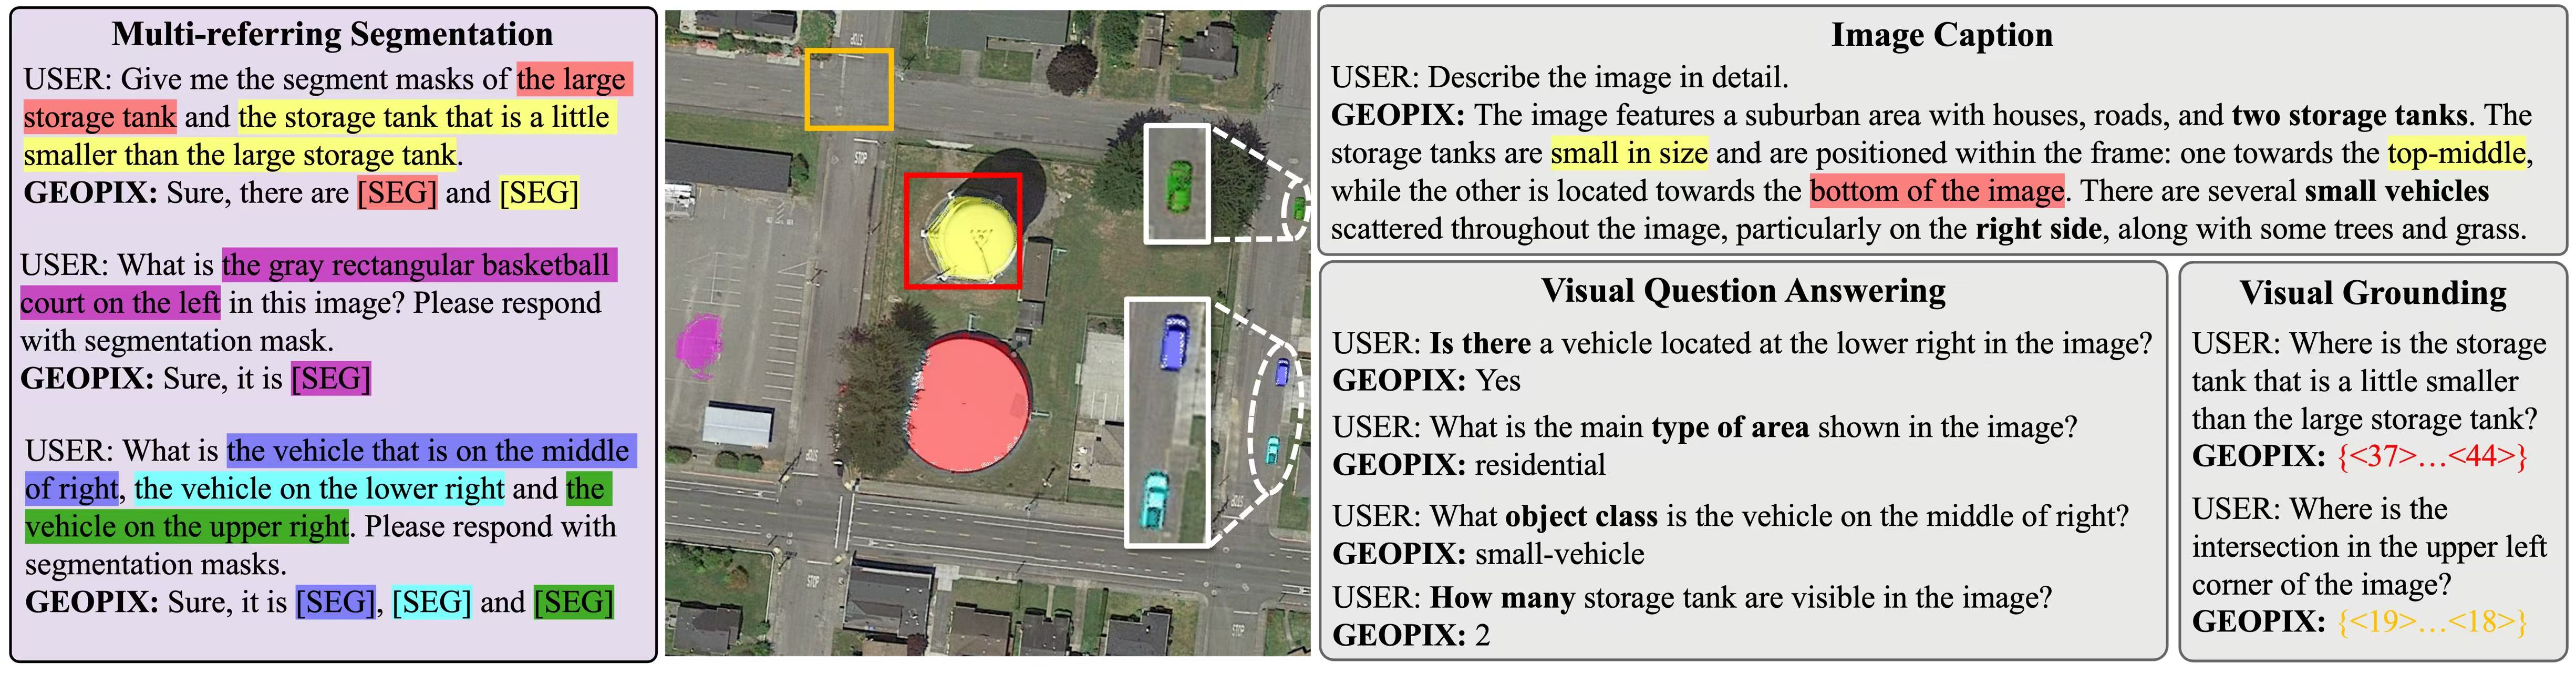 Multi-referring Segmentation
USER: Give me the segment masks of the large
storage tank and the storage tank that is a little
smaller than the large storage tank.
GEOPIX: Sure, there are [SEG] and [SEG]
USER: What is the gray rectangular basketball
court on the left in this image? Please respond
with segmentation mask.
GEOPIX: Sure, it is [SEG]
USER: What is the vehicle that is on the middle
of right, the vehicle on the lower right and the
vehicle on the upper right. Please respond with
segmentation masks.
GEOPIX: Sure, it is [SEG], [SEG] and [SEG]
STOP
STOP
STOP
STOP
STOP
STOP
STOP
Image Caption
USER: Describe the image in detail.
GEOPIX: The image features a suburban area with houses, roads, and two storage tanks. The
storage tanks are small in size and are positioned within the frame: one towards the top-middle,
while the other is located towards the bottom of the image. There are several small vehicles
scattered throughout the image, particularly on the right side, along with some trees and grass.
Visual Question Answering
USER: Is there a vehicle located at the lower right in the image?
GEOPIX: Yes
USER: What is the main type of area shown in the image?
GEOPIX: residential
USER: What object class is the vehicle on the middle of right?
GEOPIX: small-vehicle
USER: How many storage tank are visible in the image?
GEOPIX: 2
Visual Grounding
USER: Where is the storage
tank that is a little smaller
than the large storage tank?
GEOPIX: {<37>…<44>}
USER: Where is the
intersection in the upper left
corner of the image?
GEOPIX: {<19>…<18>}